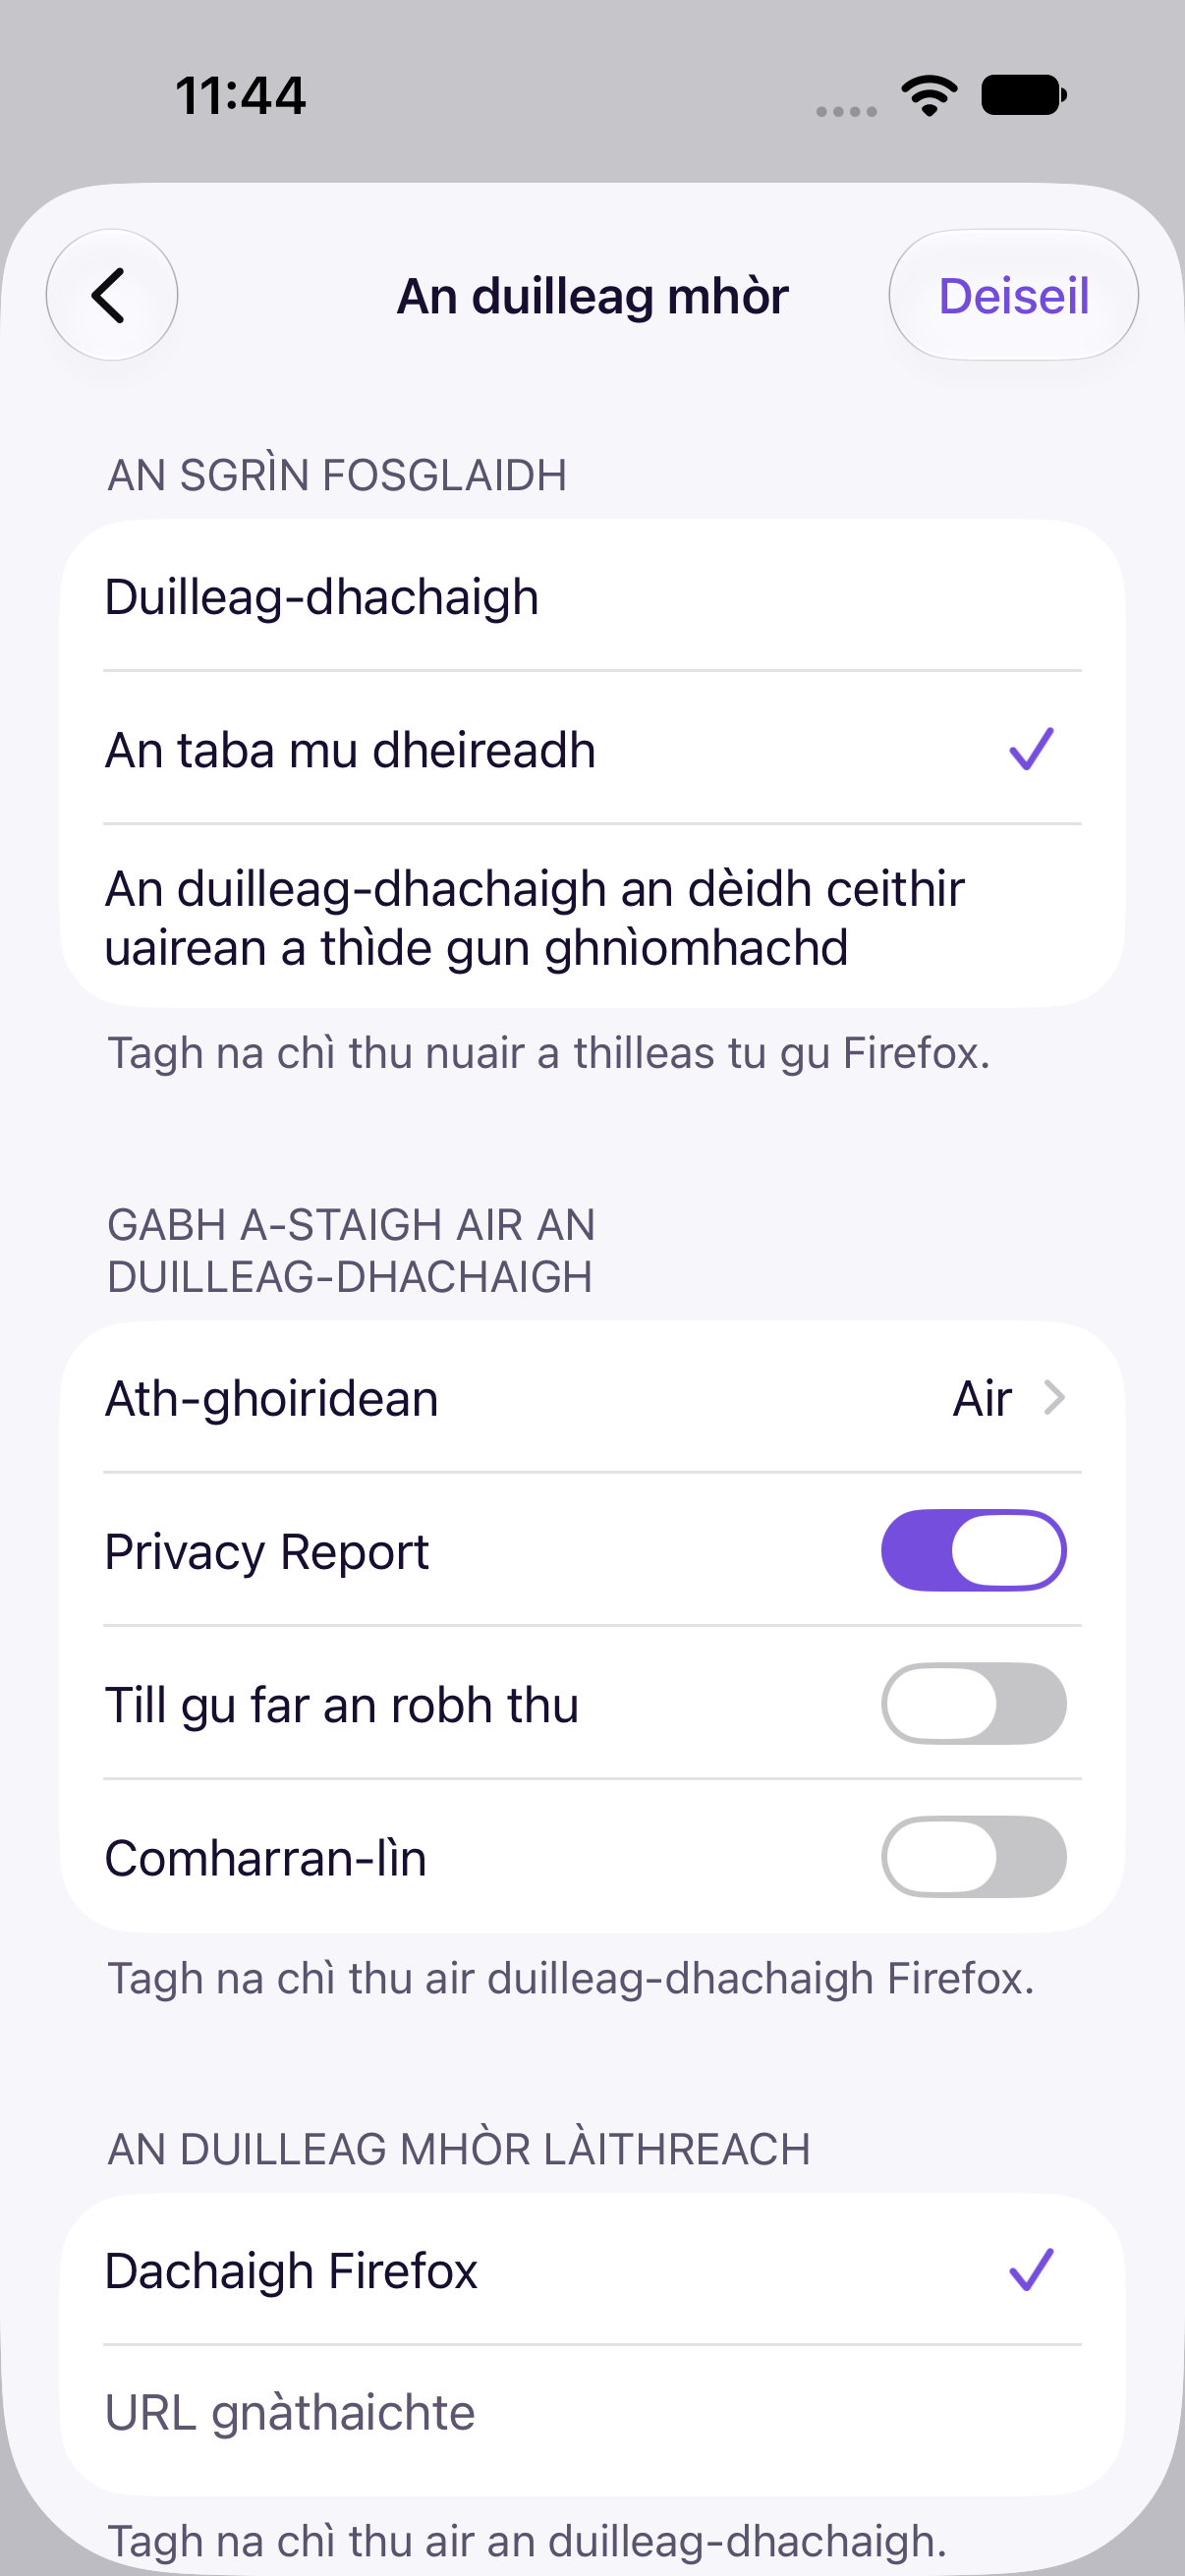 11:44
An duilleag mhòr
Deiseil
AN SGRÌN FOSGLAIDH
Duilleag-dhachaigh
An taba mu dheireadh
An duilleag-dhachaigh an dèidh ceithir
uairean a thìde gun ghnìomhachd
Tagh na chì thu nuair a thilleas tu gu Firefox.
GABH A-STAIGH AIR AN
DUILLEAG-DHACHAIGH
Ath-ghoiridean
Air
Privacy Report
Till gu far an robh thu
Comharran-lìn
Tagh na chì thu air duilleag-dhachaigh Firefox.
AN DUILLEAG MHÒR LÀITHREACH
Dachaigh Firefox
URL gnàthaichte
Tagh na chì thu air an duilleag-dhachaigh.